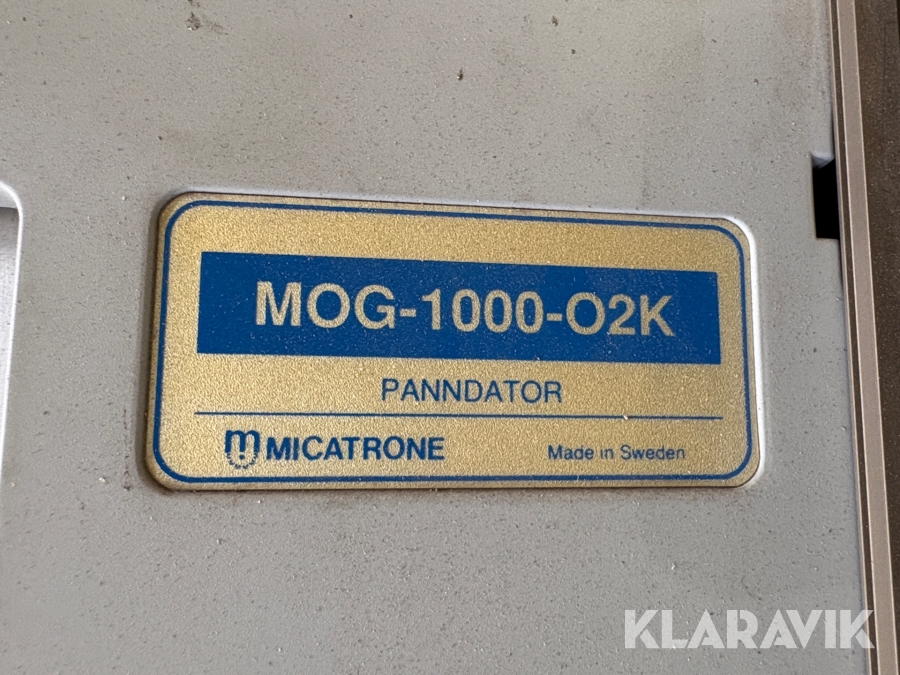 MOG-1000-O2K
PANNDATOR
MICATRONE
Made in Sweden
KLARAVIK